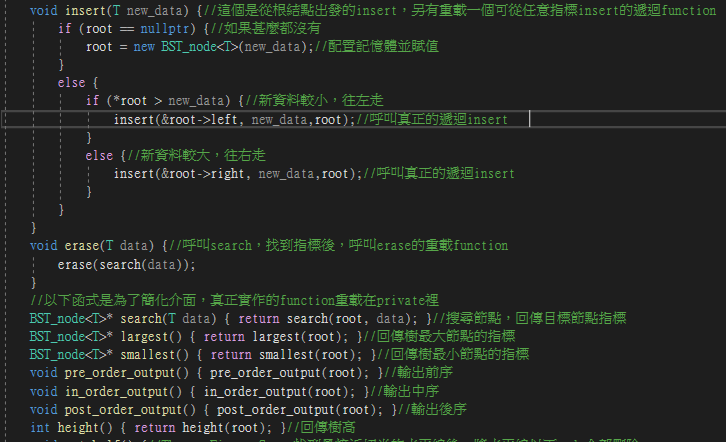 void insert(T new_data) {//這個是從根結點出發的insert，另有重載一個可從任意指標insert的遞迴function
if (root == nullptr) {//如果甚麼都沒有
root = new BST_node<T>(new_data);//配置記憶體並賦值
}
else {
if (*root > new_data) {//新資料較小，往左走
insert(&root->left, new_data,root);//呼叫真正的遞迴insert
}
else {//新資料較大，往右走
insert(&root->right, new_data,root);//呼叫真正的遞迴insert
}
}
}
void erase(T data) {//呼叫search，找到指標後，呼叫erase的重載function
erase(search(data));
}
//以下函式是為了簡化介面，真正實作的function重載在private裡
BST_node<T>* search(T data) { return search(root, data); }//搜尋節點，回傳目標節點指標
BST_node<T>* largest() { return largest(root); }//回傳樹最大節點的指標
BST_node<T>* smallest() { return smallest(root); }//回傳樹最小節點的指標
void pre_order_output() { pre_order_output(root); }//輸出前序
void in_order_output() { in_order_output(root); }//輸出中序
void post_order_output() { post_order_output(root); }//輸出後序
int height() { return height(root); }//回傳樹高